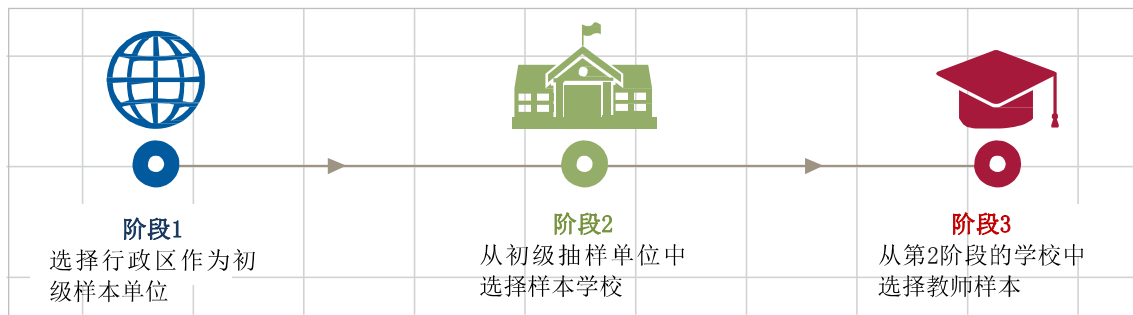 阶段1
选择行政区作为初
级样本单位
阶段2
从初级抽样单位中
选择样本学校
阶段3
从第2阶段的学校中
选择教师样本